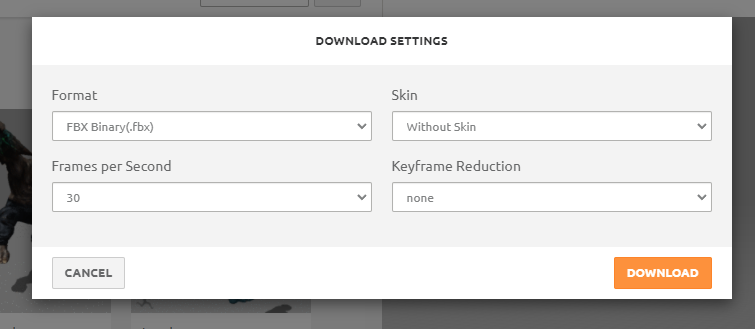 DOWNLOAD SETTINGS
Format
Skin
FBX Binary(.fbx)
Without Skin
Frames per Second
Keyframe Reduction
30
none
CANCEL
DOWNLOAD